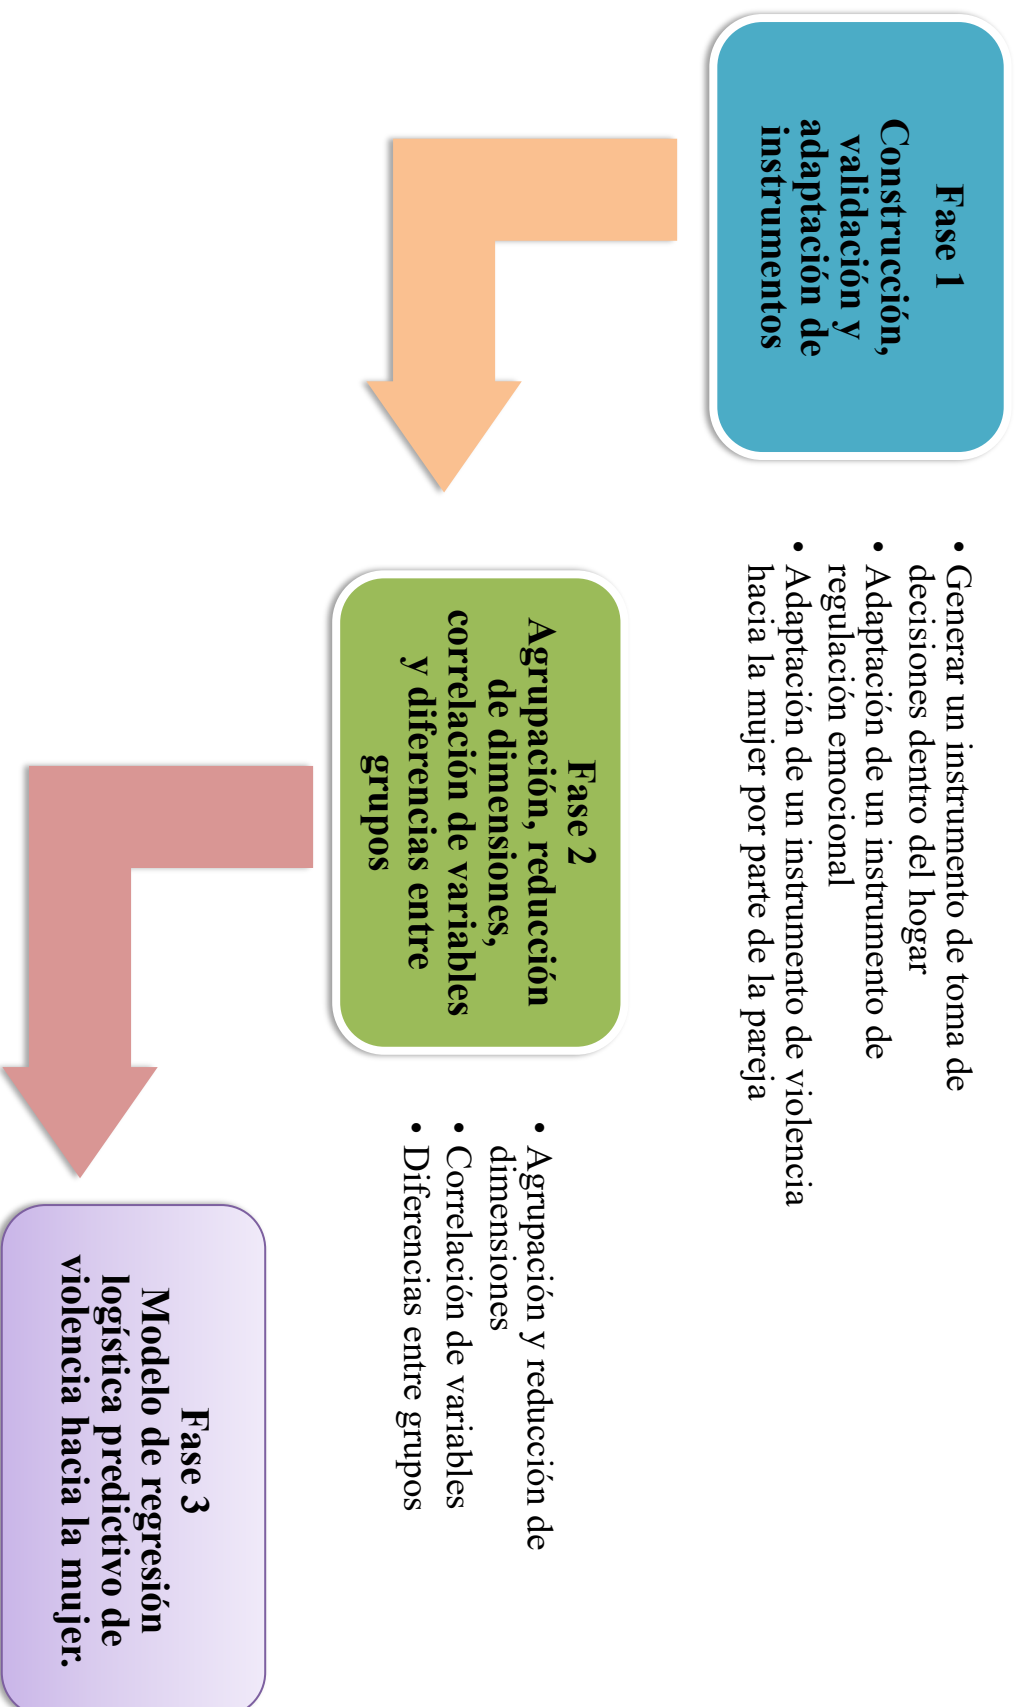 Fase 1
Construcción,
validación y
adaptación de
instrumentos
• Generar un instrumento de toma de
decisiones dentro del hogar
• Adaptación de un instrumento de
regulación emocional
• Adaptación de un instrumento de violencia
hacia la mujer por parte de la pareja
Fase 2
Agrupación, reducción
de dimensiones,
correlación de variables
y diferencias entre
grupos
• Agrupación y reducción de
dimensiones
• Correlación de variables
• Diferencias entre grupos
Fase 3
Modelo de regresión
logística predictivo de
violencia hacia la mujer.